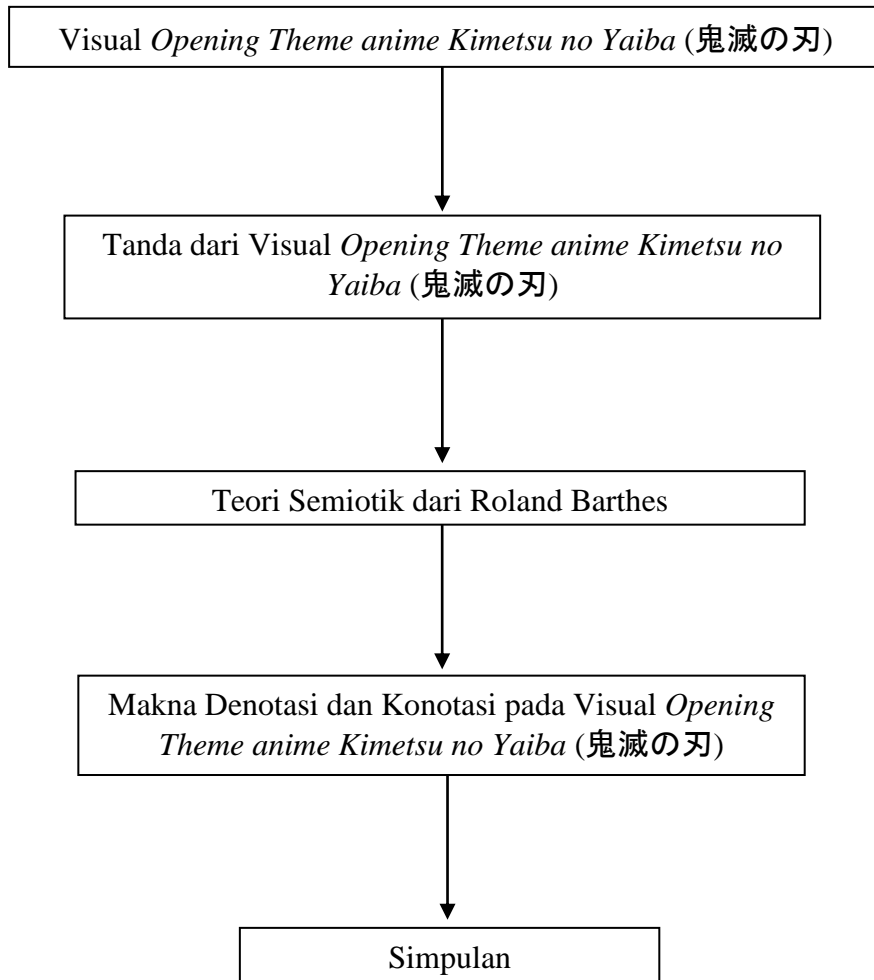 Visual Opening Theme anime Kimetsu no Yaiba (鬼滅の刃)
Tanda dari Visual Opening Theme anime Kimetsu no
Yaiba (鬼滅の刃)
Teori Semiotik dari Roland Barthes
Makna Denotasi dan Konotasi pada Visual Opening
Theme anime Kimetsu no Yaiba (鬼滅の刃)
Simpulan